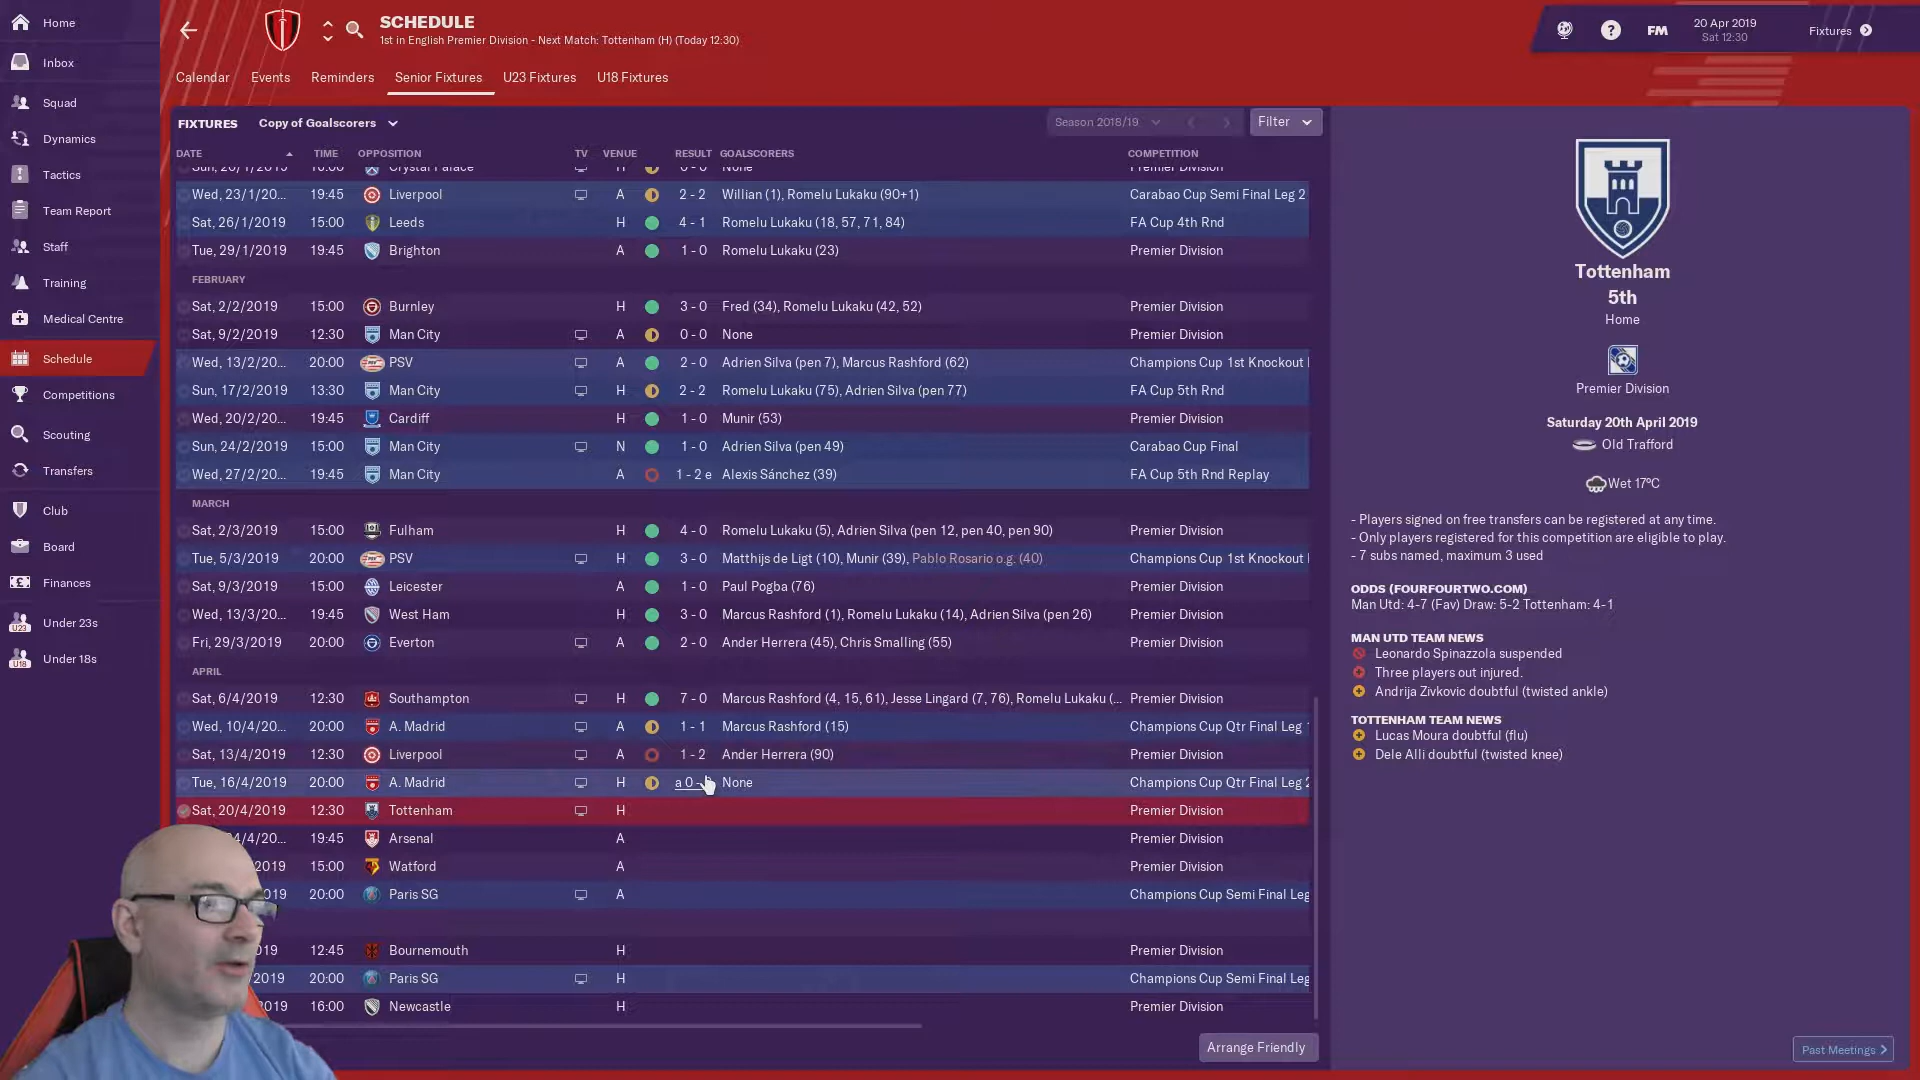 Home
Inbox
Squad
Dynamics
Tactics
Team Report
Staff
Training
Medical Centre
Schedule
Competitions
Scouting
Transfers
Club
Board
Finances
U23 Under 23s
U18 Under 18s
SCHEDULE
1st in English Premier Division - Next Match: Tottenham (H) (Today 12:30)
? FM 20 Apr 2019 Fixtures
Sat 12:30
Calendar Events Reminders Senior Fixtures U23 Fixtures U18 Fixtures
FIXTURES Copy of Goalscorers Season 2018/19 Filter
DATE TIME OPPOSITION TV VENUE RESULT GOALSCORERS COMPETITION
Crystal Palace H 0 - 0 None Premier Division
Wed, 23/1/20... 19:45 Liverpool A 2 - 2 Willian (1), Romelu Lukaku (90+1) Carabao Cup Semi Final Leg 2
Sat, 26/1/2019 15:00 Leeds H 4 - 1 Romelu Lukaku (18, 57, 71, 84) FA Cup 4th Rnd
Tue, 29/1/2019 19:45 Brighton A 1 - 0 Romelu Lukaku (23) Premier Division
FEBRUARY
Sat, 2/2/2019 15:00 Burnley H 3 - 0 Fred (34), Romelu Lukaku (42, 52) Premier Division
Sat, 9/2/2019 12:30 Man City A 0 - 0 None Premier Division
Wed, 13/2/20... 20:00 PSV A 2 - 0 Adrien Silva (pen 7), Marcus Rashford (62) Champions Cup 1st Knockout
Sun, 17/2/2019 13:30 Man City H 2 - 2 Romelu Lukaku (75), Adrien Silva (pen 77) FA Cup 5th Rnd
Wed, 20/2/20... 19:45 Cardiff H 1 - 0 Munir (53) Premier Division
Sun, 24/2/2019 15:00 Man City N 1 - 0 Adrien Silva (pen 49) Carabao Cup Final
Wed, 27/2/20... 19:45 Man City A 1 - 2 e Alexis Sánchez (39) FA Cup 5th Rnd Replay
MARCH
Sat, 2/3/2019 15:00 Fulham H 4 - 0 Romelu Lukaku (5), Adrien Silva (pen 12, pen 40, pen 90) Premier Division
Tue, 5/3/2019 20:00 PSV H 3 - 0 Matthijs de Ligt (10), Munir (39), Pablo Rosario o.g. (40) Champions Cup 1st Knockout
Sat, 9/3/2019 15:00 Leicester A 1 - 0 Paul Pogba (76) Premier Division
Wed, 13/3/20... 19:45 West Ham H 3 - 0 Marcus Rashford (1), Romelu Lukaku (14), Adrien Silva (pen 26) Premier Division
Fri, 29/3/2019 20:00 Everton A 2 - 0 Ander Herrera (45), Chris Smalling (55) Premier Division
APRIL
Sat, 6/4/2019 12:30 Southampton H 7 - 0 Marcus Rashford (4, 15, 61), Jesse Lingard (7, 76), Romelu Lukaku (... Premier Division
Wed, 10/4/20... 20:00 A. Madrid A 1 - 1 Marcus Rashford (15) Champions Cup Qtr Final Leg
Sat, 13/4/2019 12:30 Liverpool A 1 - 2 Ander Herrera (90) Premier Division
Tue, 16/4/2019 20:00 A. Madrid H a 0 - None Champions Cup Qtr Final Leg 2
Sat, 20/4/2019 12:30 Tottenham H Premier Division
4/4/20... 19:45 Arsenal A Premier Division
2019 15:00 Watford A Premier Division
019 20:00 Paris SG A Champions Cup Semi Final Leg
019 12:45 Bournemouth H Premier Division
2019 20:00 Paris SG H Champions Cup Semi Final Leg
019 16:00 Newcastle H Premier Division
Arrange Friendly
Tottenham
5th
Home
Premier Division
Saturday 20th April 2019
Old Trafford
Wet 17ºC
- Players signed on free transfers can be registered at any time.
- Only players registered for this competition are eligible to play.
- 7 subs named, maximum 3 used
ODDS (FOURFOURTWO.COM)
Man Utd: 4-7 (Fav) Draw: 5-2 Tottenham: 4-1
MAN UTD TEAM NEWS
Leonardo Spinazzola suspended
Three players out injured.
Andrija Zivkovic doubtful (twisted ankle)
TOTTENHAM TEAM NEWS
Lucas Moura doubtful (flu)
Dele Alli doubtful (twisted knee)
Past Meetings